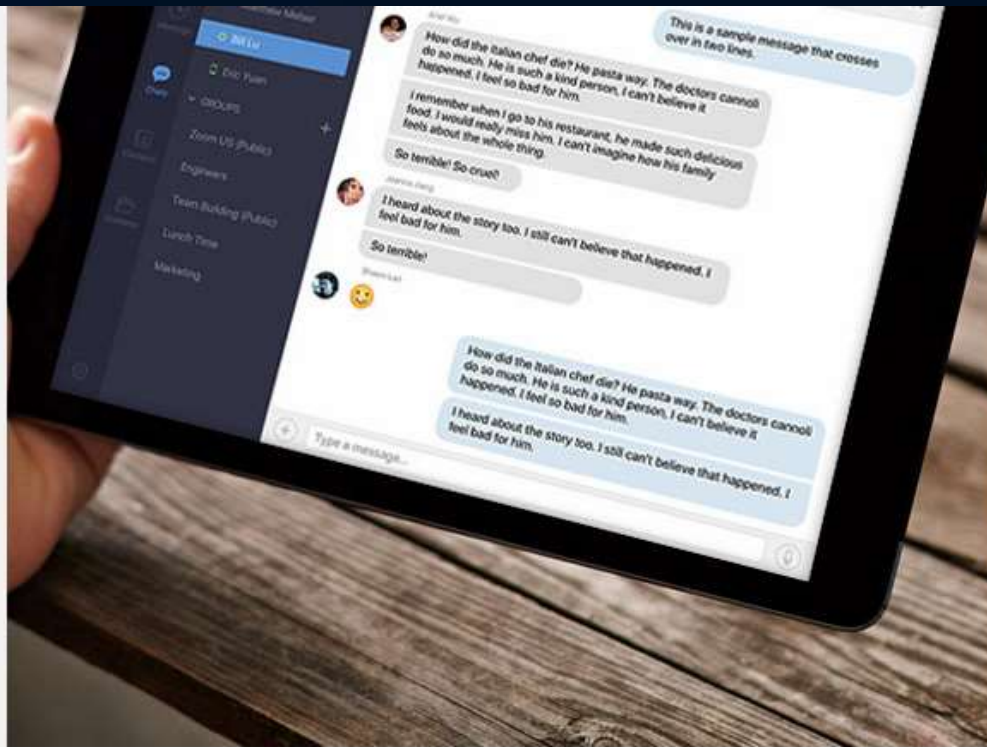 Bill Lu
Eric Yuan
GROUPS
Zoom US (Public)
Engineers
Team Building (Public)
Lunch Time
Marketing
Chats
This is a sample message that crosses
over in two lines.
How did the Italian chef die? He pasta way. The doctors cannoli
do so much. He is such a kind person, I can't believe it
happened. I feel so bad for him.
I remember when I go to his restaurant, he made such delicious
food. I would really miss him. I can't imagine how his family
feels about the whole thing.
So terrible! So cruel!
I heard about the story too. I still can't believe that happened. I
feel bad for him.
So terrible!
How did the Italian chef die? He pasta way. The doctors cannoli
do so much. He is such a kind person, I can't believe it
happened. I feel so bad for him.
I heard about the story too. I still can't believe that happened. I
feel bad for him.
Type a message...